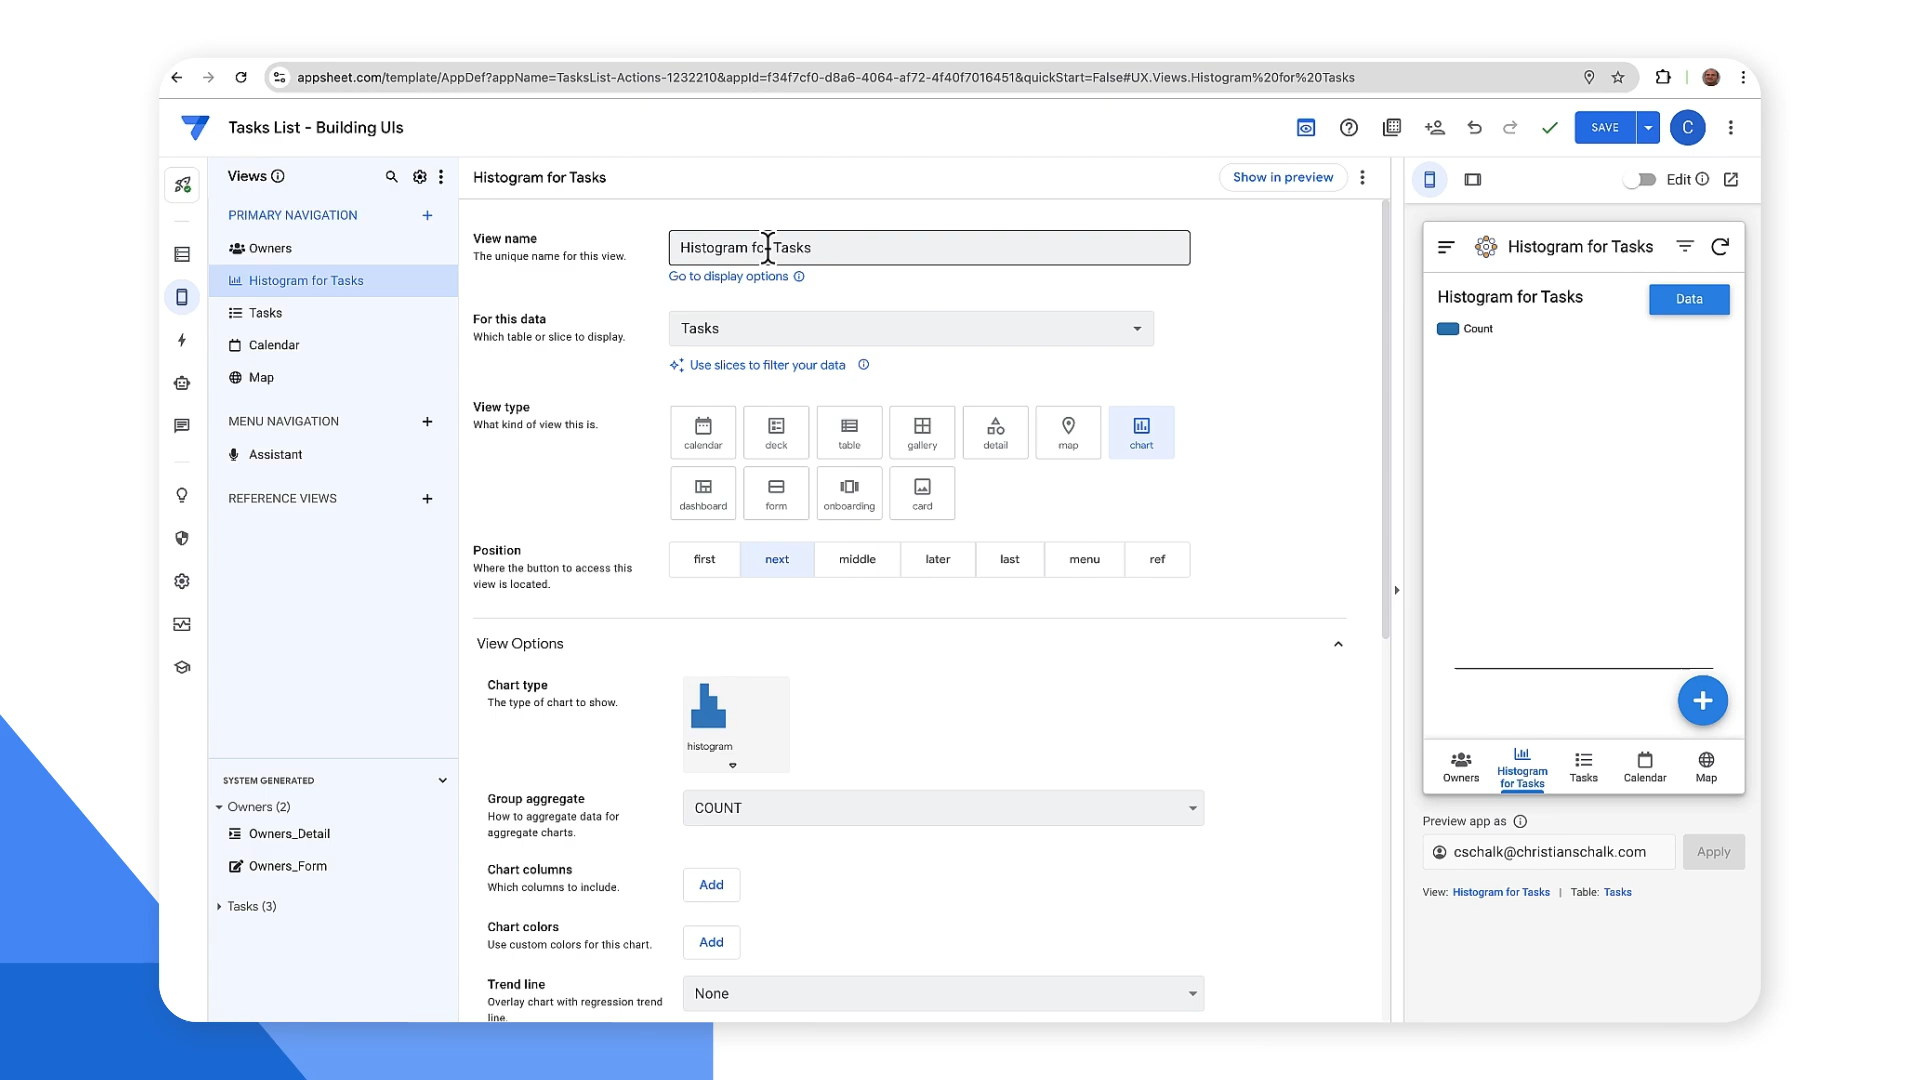 appsheet.com/template/AppDef?appName=TasksList-Actions-1232210&appId=f34f7cf0-d8a6-4064-af72-4f40f7016451&quickStart=False#UX.Views.Histogram%20for%20Tasks
Tasks List - Building UIs
SAVE
C
Views
Histogram for Tasks
Show in preview
Edit
PRIMARY NAVIGATION
Owners
Histogram for Tasks
Tasks
Calendar
Map
MENU NAVIGATION
Assistant
REFERENCE VIEWS
SYSTEM GENERATED
Owners (2)
Owners_Detail
Owners_Form
Tasks (3)
View name
The unique name for this view.
Histogram for Tasks
Go to display options
For this data
Which table or slice to display.
Tasks
Use slices to filter your data
View type
What kind of view this is.
calendar
deck
table
gallery
detail
map
chart
dashboard
form
onboarding
card
Position
Where the button to access this
view is located.
first
next
middle
later
last
menu
ref
View Options
Chart type
The type of chart to show.
histogram
Group aggregate
How to aggregate data for
aggregate charts.
COUNT
Chart columns
Which columns to include.
Add
Chart colors
Use custom colors for this chart.
Add
Trend line
Overlay chart with regression trend
line.
None
Histogram for Tasks
Histogram for Tasks
Data
Count
Owners
Histogram
for Tasks
Tasks
Calendar
Map
Preview app as
cschalk@christianschalk.com
Apply
View: Histogram for Tasks | Table: Tasks